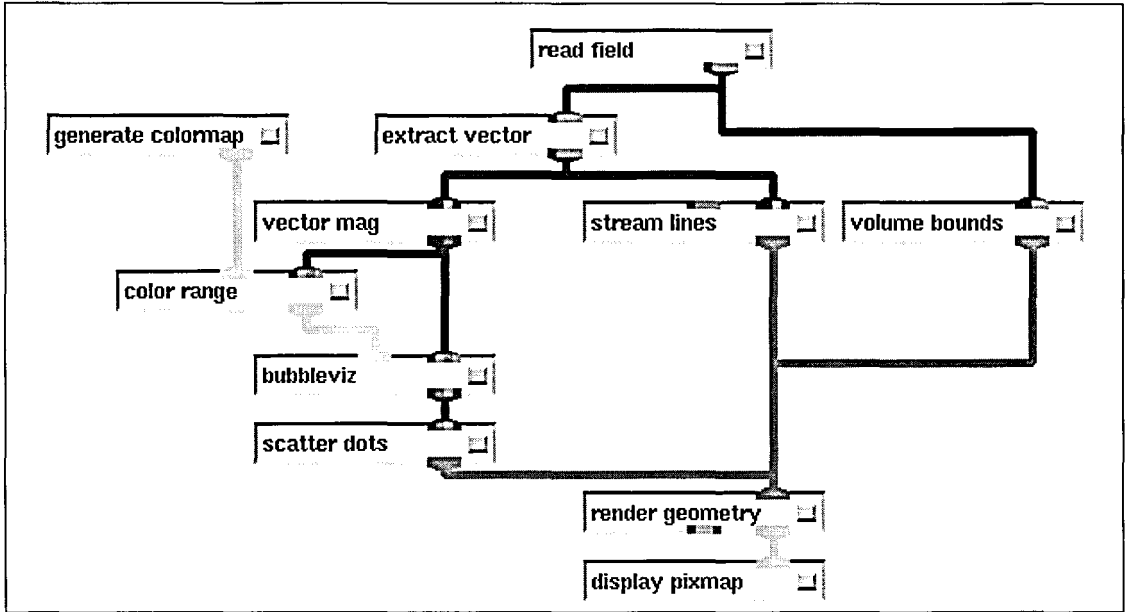 read field
generate colormap
extract vector
vector mag
stream lines
volume bounds
color range
bubbleviz
scatter dots
render geometry
display pixmap